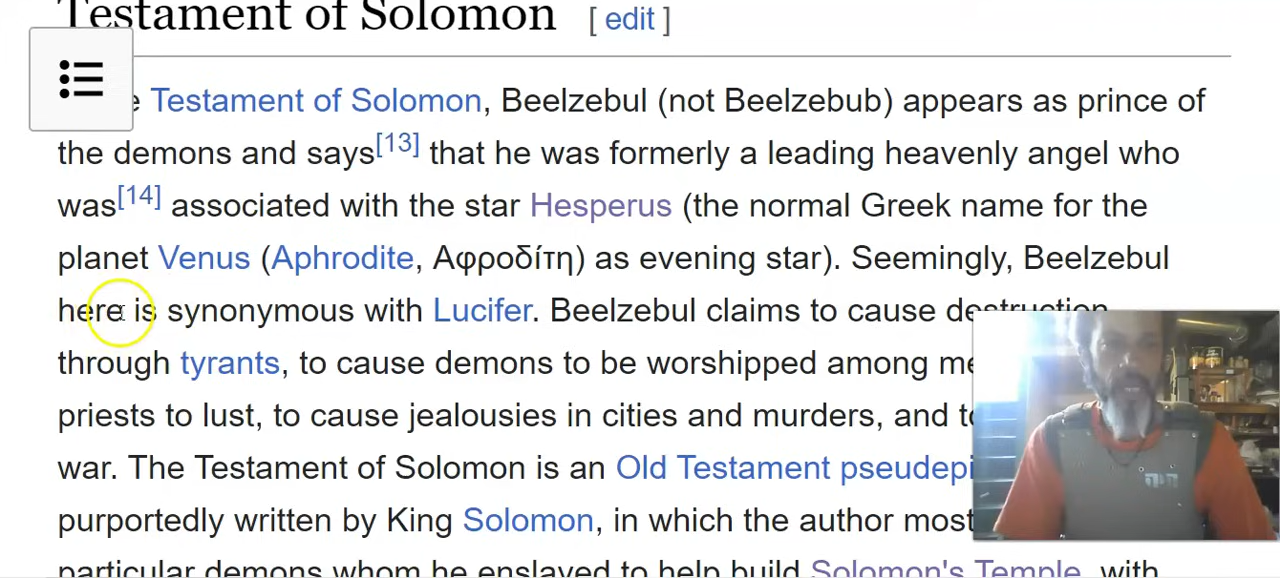 Testament of Solomon [ edit ]
Testament of Solomon, Beelzebul (not Beelzebub) appears as prince of
the demons and says[13] that he was formerly a leading heavenly angel who
was[14] associated with the star Hesperus (the normal Greek name for the
planet Venus (Aphrodite, Αφροδίτη) as evening star). Seemingly, Beelzebul
here is synonymous with Lucifer. Beelzebul claims to cause destruction
through tyrants, to cause demons to be worshipped among
priests to lust, to cause jealousies in cities and murders, and
war. The Testament of Solomon is an Old Testament
purportedly written by King Solomon, in which the author
particular demons whom he enslaved to help build Solomon's Temple, with